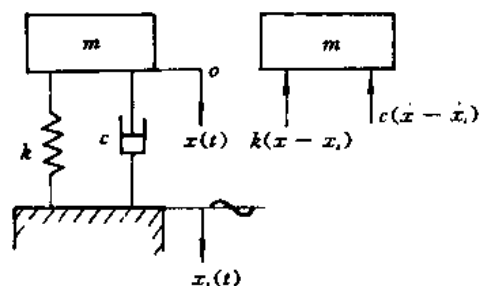 m
m
o
k
c
x(t)
k(x - xₛ)
c(ẋ - ẋₛ)
xₛ(t)